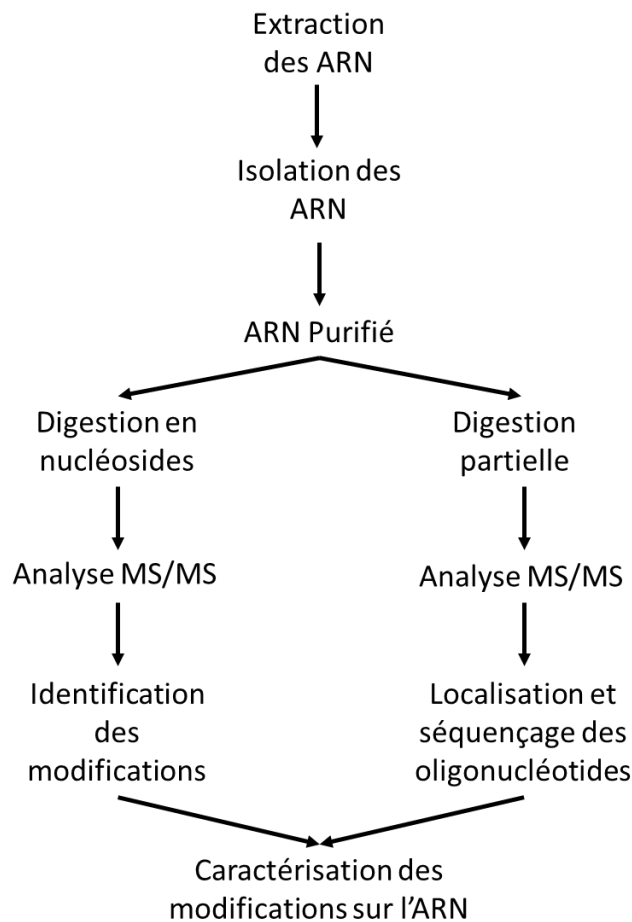 Extraction
des ARN
Isolation des
ARN
ARN Purifié
Digestion en
nucléosides
Analyse MS/MS
Identification
des
modifications
Digestion
partielle
Analyse MS/MS
Localisation et
séquençage des
oligonucléotides
Caractérisation des
modifications sur l'ARN